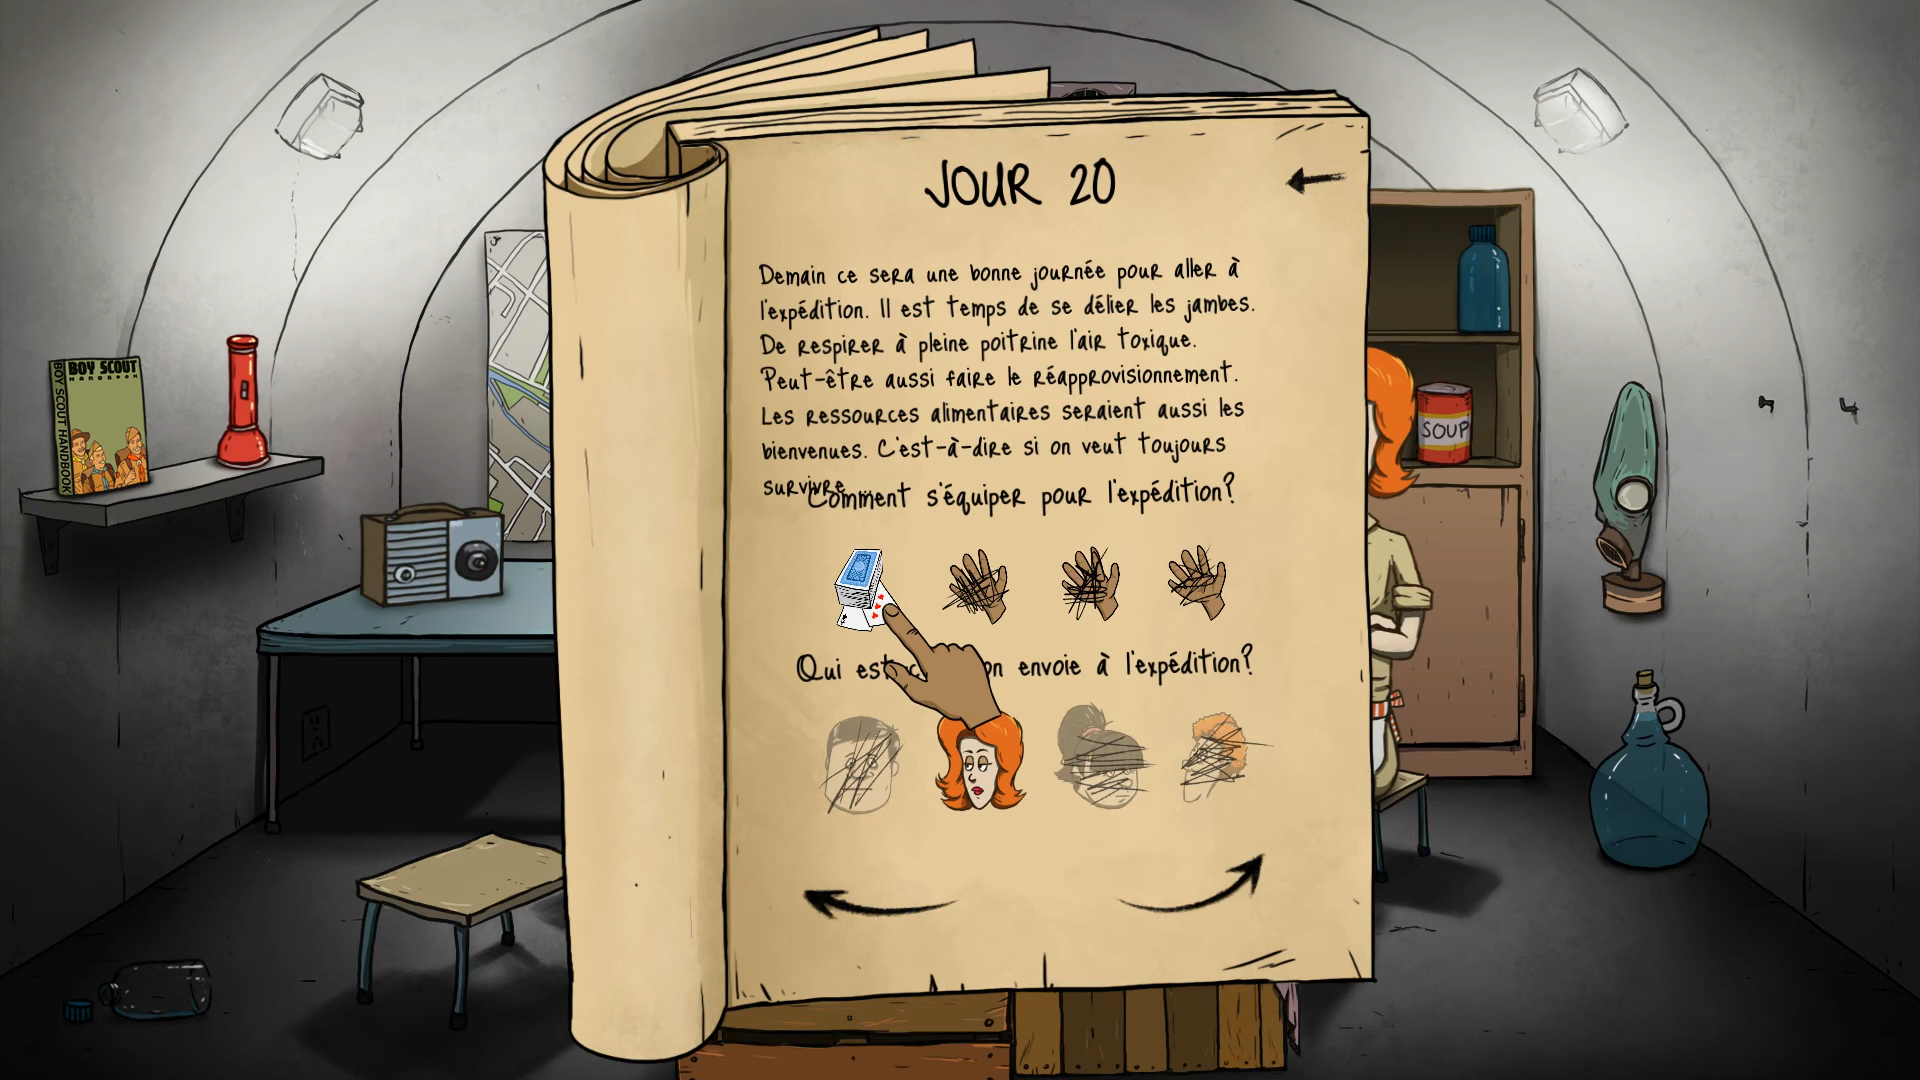 JOUR 20
Demain ce sera une bonne journée pour aller à
l'expédition. Il est temps de se délier les jambes.
De respirer à pleine poitrine l'air toxique.
Peut-être aussi faire le réapprovisionnement.
Les ressources alimentaires seraient aussi les
bienvenues. C'est-à-dire si on veut toujours
survivre
Comment s'équiper pour l'expédition?
Qui est on envoie à l'expédition?
BOY SCOUT
HANDBOOK
BOY SCOUT HANDBOOK
SOUP